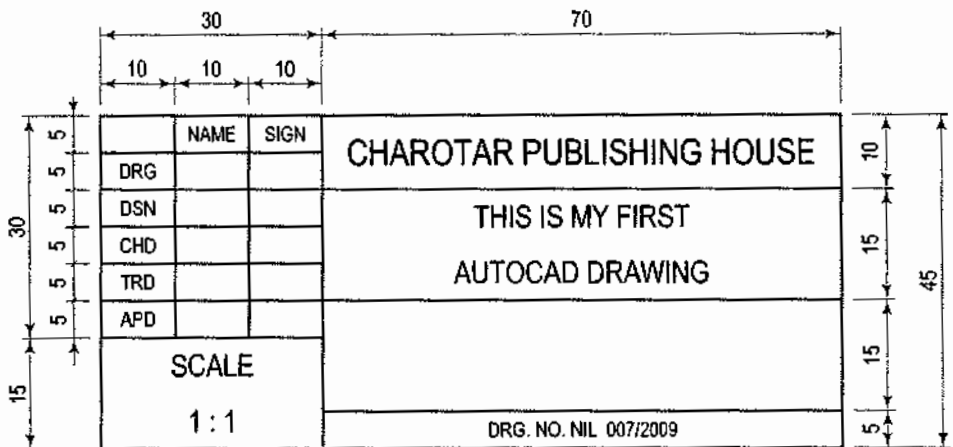 30 70
10 10 10
5 NAME SIGN CHAROTAR PUBLISHING HOUSE 10
5 DRG
5 DSN THIS IS MY FIRST
30 5 CHD 15 45
5 TRD AUTOCAD DRAWING
5 APD
SCALE 15
15
1 : 1 DRG. NO. NIL 007/2009 5